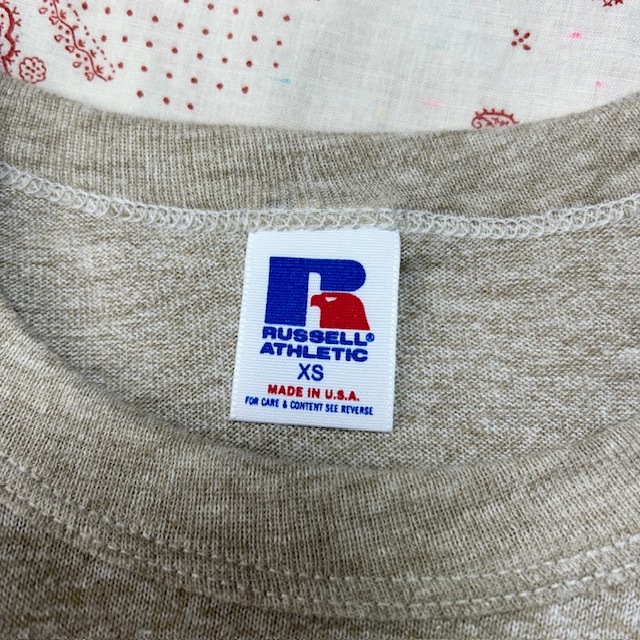 R
RUSSELL®
ATHLETIC
XS
MADE IN U.S.A.
FOR CARE & CONTENT SEE REVERSE